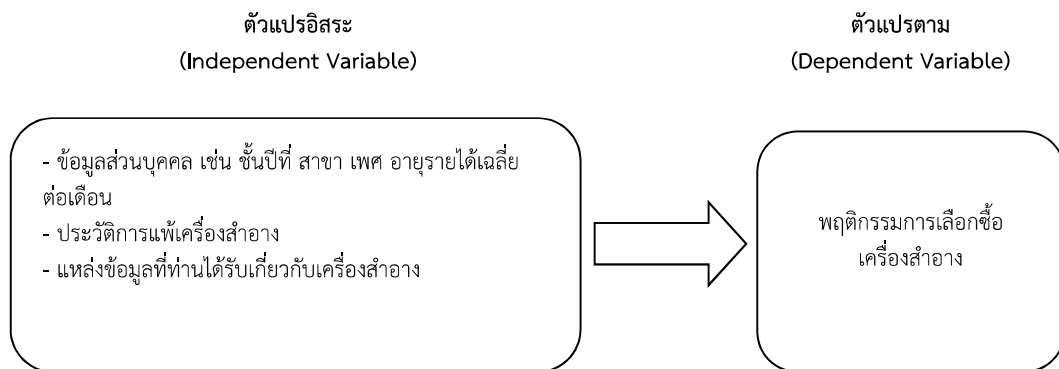 ตัวแปรอิสระ
(Independent Variable)
ตัวแปรตาม
(Dependent Variable)
- ข้อมูลส่วนบุคคล เช่น ชั้นปีที่ สาขา เพศ อายุรายได้เฉลี่ย
ต่อเดือน
- ประวัติการแพ้เครื่องสำอาง
- แหล่งข้อมูลที่ท่านได้รับเกี่ยวกับเครื่องสำอาง
พฤติกรรมการเลือกซื้อ
เครื่องสำอาง